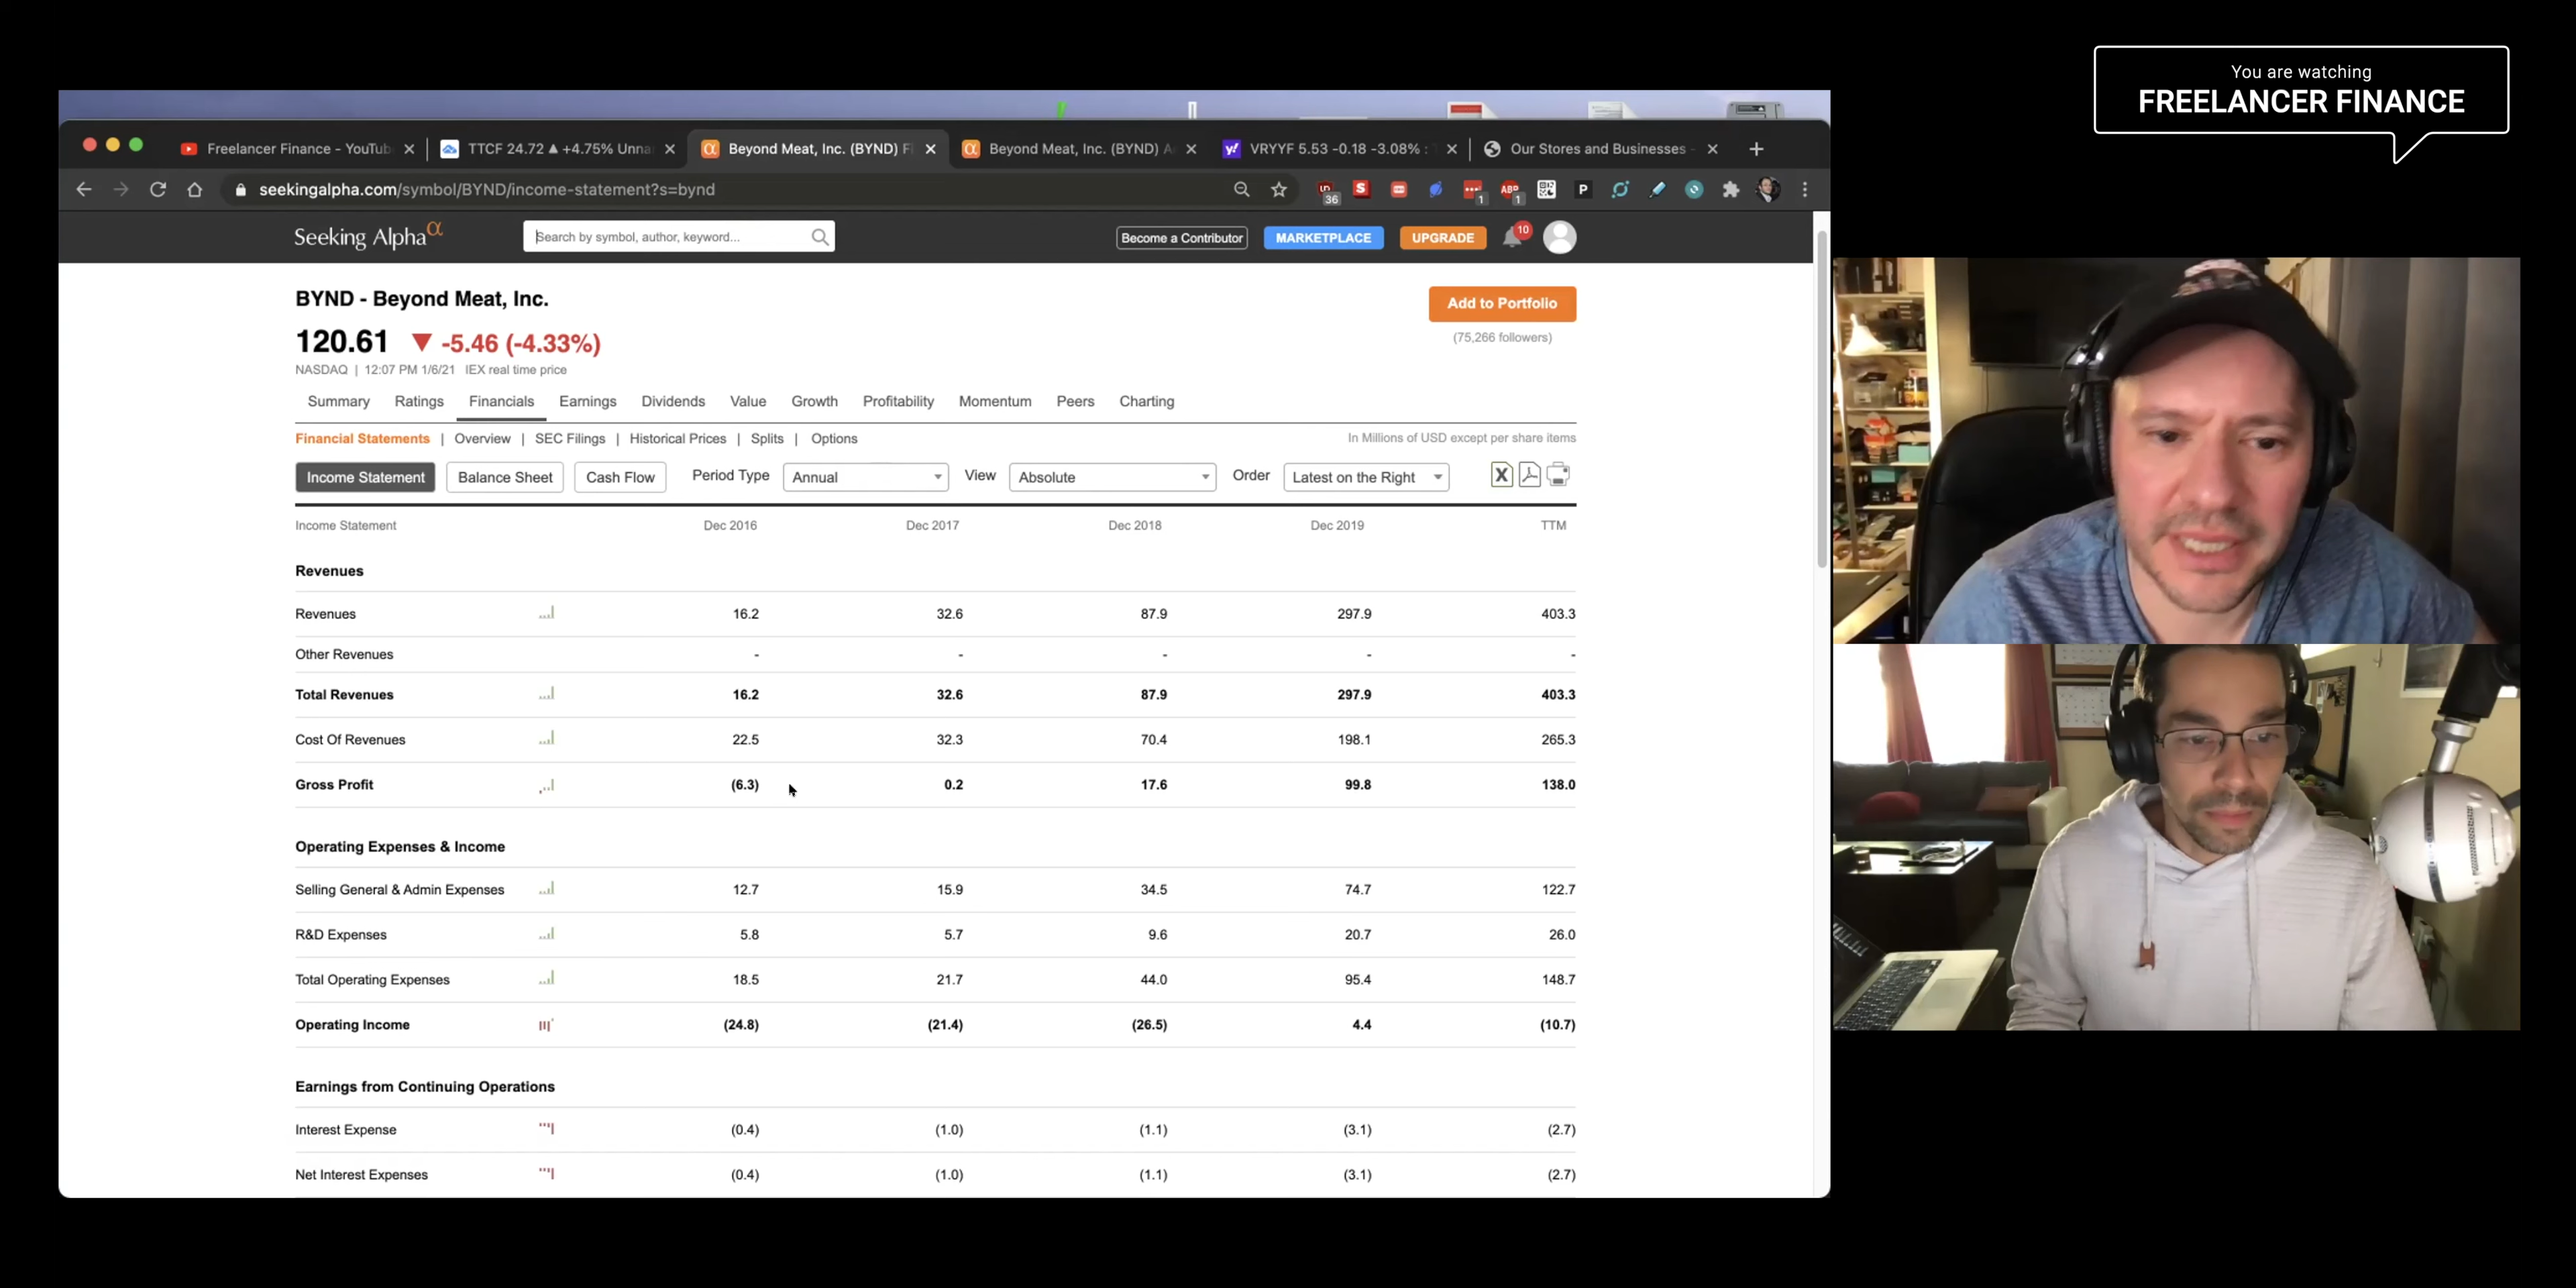 You are watching
FREELANCER FINANCE
Freelancer Finance - YouTub
TTCF 24.72 ▲ +4.75% Unna
Beyond Meat, Inc. (BYND) Fi
Beyond Meat, Inc. (BYND) A
VRYYF 5.53 -0.18 -3.08% :
Our Stores and Businesses -
seekingalpha.com/symbol/BYND/income-statement?s=bynd
36
1
ABP
1
P
Seeking Alpha α
Search by symbol, author, keyword...
Become a Contributor
MARKETPLACE
UPGRADE
10
BYND - Beyond Meat, Inc.
Add to Portfolio
120.61 ▼ -5.46 (-4.33%)
(75,266 followers)
NASDAQ | 12:07 PM 1/6/21 IEX real time price
Summary Ratings Financials Earnings Dividends Value Growth Profitability Momentum Peers Charting
Financial Statements | Overview | SEC Filings | Historical Prices | Splits | Options In Millions of USD except per share items
Income Statement Balance Sheet Cash Flow Period Type Annual View Absolute Order Latest on the Right
Income Statement Dec 2016 Dec 2017 Dec 2018 Dec 2019 TTM
Revenues
Revenues 16.2 32.6 87.9 297.9 403.3
Other Revenues - - - - -
Total Revenues 16.2 32.6 87.9 297.9 403.3
Cost Of Revenues 22.5 32.3 70.4 198.1 265.3
Gross Profit (6.3) 0.2 17.6 99.8 138.0
Operating Expenses & Income
Selling General & Admin Expenses 12.7 15.9 34.5 74.7 122.7
R&D Expenses 5.8 5.7 9.6 20.7 26.0
Total Operating Expenses 18.5 21.7 44.0 95.4 148.7
Operating Income (24.8) (21.4) (26.5) 4.4 (10.7)
Earnings from Continuing Operations
Interest Expense (0.4) (1.0) (1.1) (3.1) (2.7)
Net Interest Expenses (0.4) (1.0) (1.1) (3.1) (2.7)